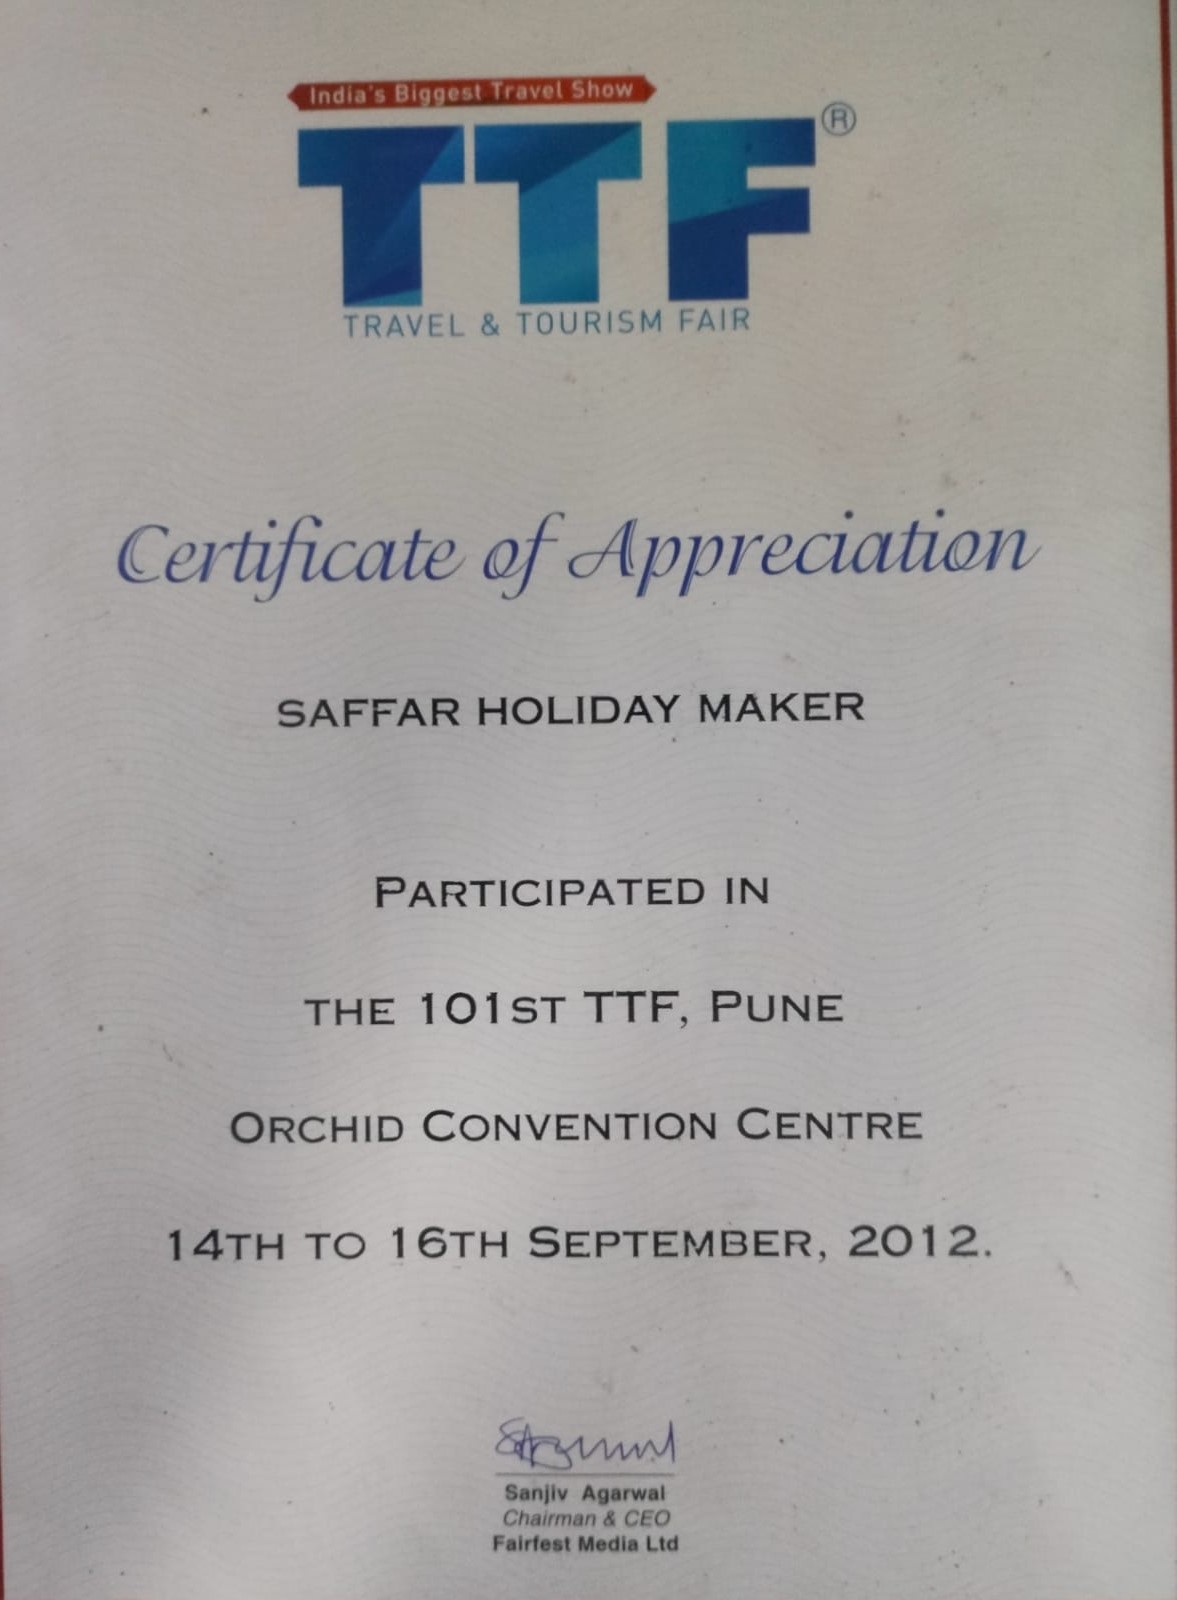 India's Biggest Travel Show
TTF®
TRAVEL & TOURISM FAIR
Certificate of Appreciation
SAFFAR HOLIDAY MAKER
PARTICIPATED IN
THE 101ST TTF, PUNE
ORCHID CONVENTION CENTRE
14TH TO 16TH SEPTEMBER, 2012.
Sanjiv Agarwal
Chairman & CEO
Fairfest Media Ltd